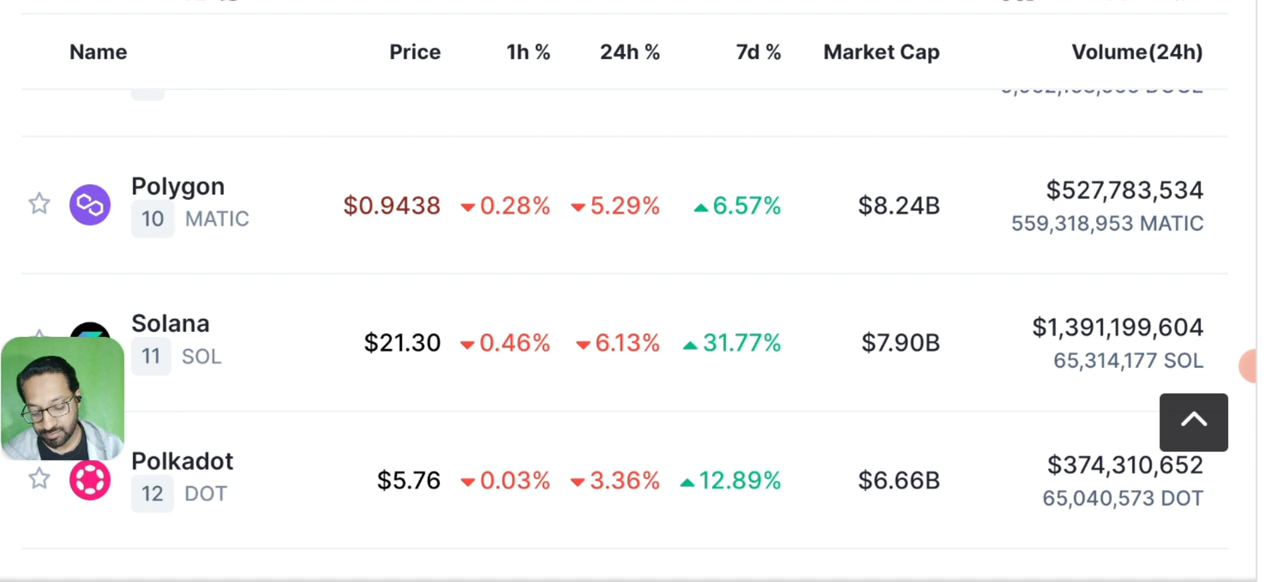 Name Price 1h % 24h % 7d % Market Cap Volume(24h)
Polygon
10 MATIC
$0.9438 0.28% 5.29% 6.57% $8.24B
$527,783,534
559,318,953 MATIC
Solana
11 SOL
$21.30 0.46% 6.13% 31.77% $7.90B
$1,391,199,604
65,314,177 SOL
Polkadot
12 DOT
$5.76 0.03% 3.36% 12.89% $6.66B
$374,310,652
65,040,573 DOT